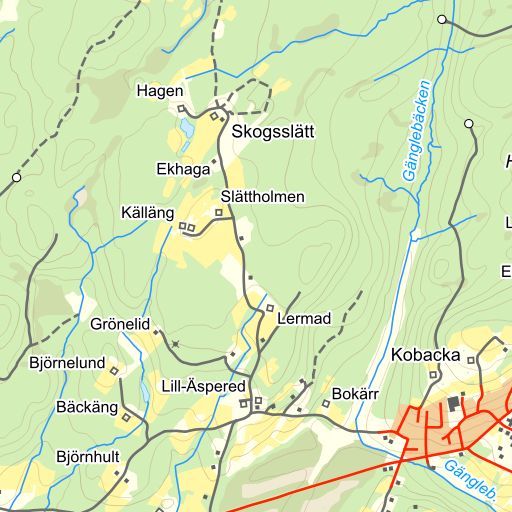 Hagen
Skogsslätt
Gänglebäcken
Ekhaga
Slättholmen
Källäng
H
L
E
Lermad
Grönelid
Kobacka
Björnelund
Lill-Äspered
Bokärr
Bäckäng
Björnhult
Gängleb.